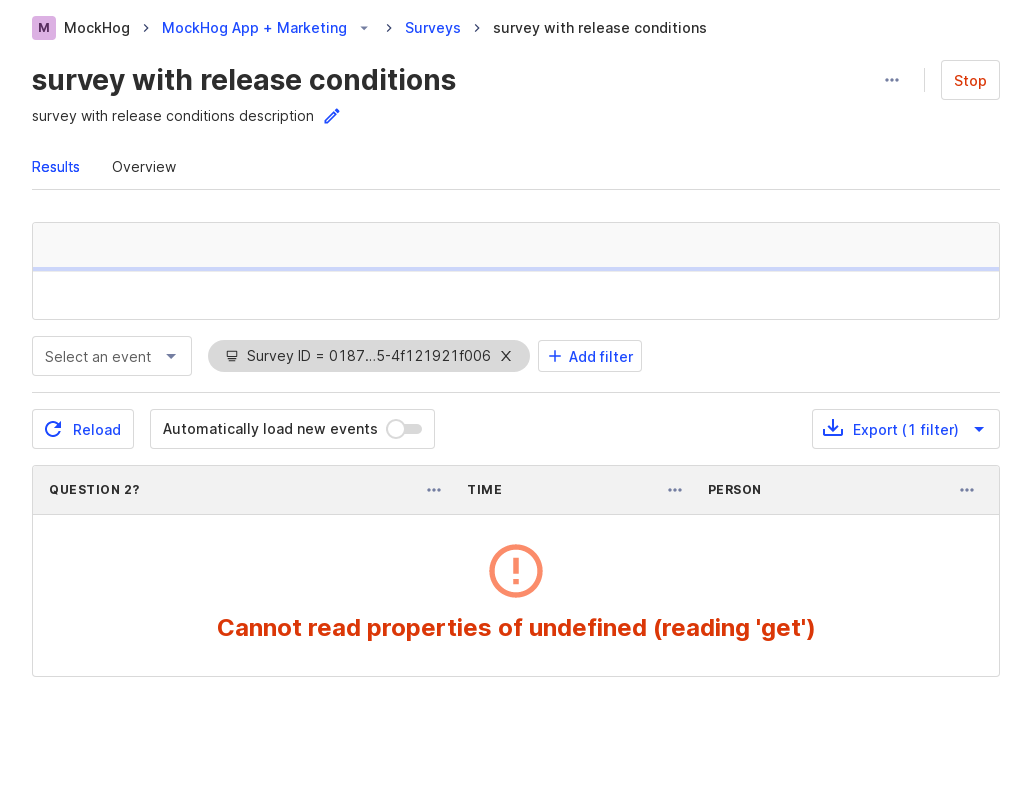 M MockHog MockHog App + Marketing Surveys survey with release conditions
survey with release conditions
Stop
survey with release conditions description
Results Overview
Select an event Survey ID = 0187...5-4f121921f006 Add filter
Reload Automatically load new events Export (1 filter)
QUESTION 2? TIME PERSON
Cannot read properties of undefined (reading 'get')